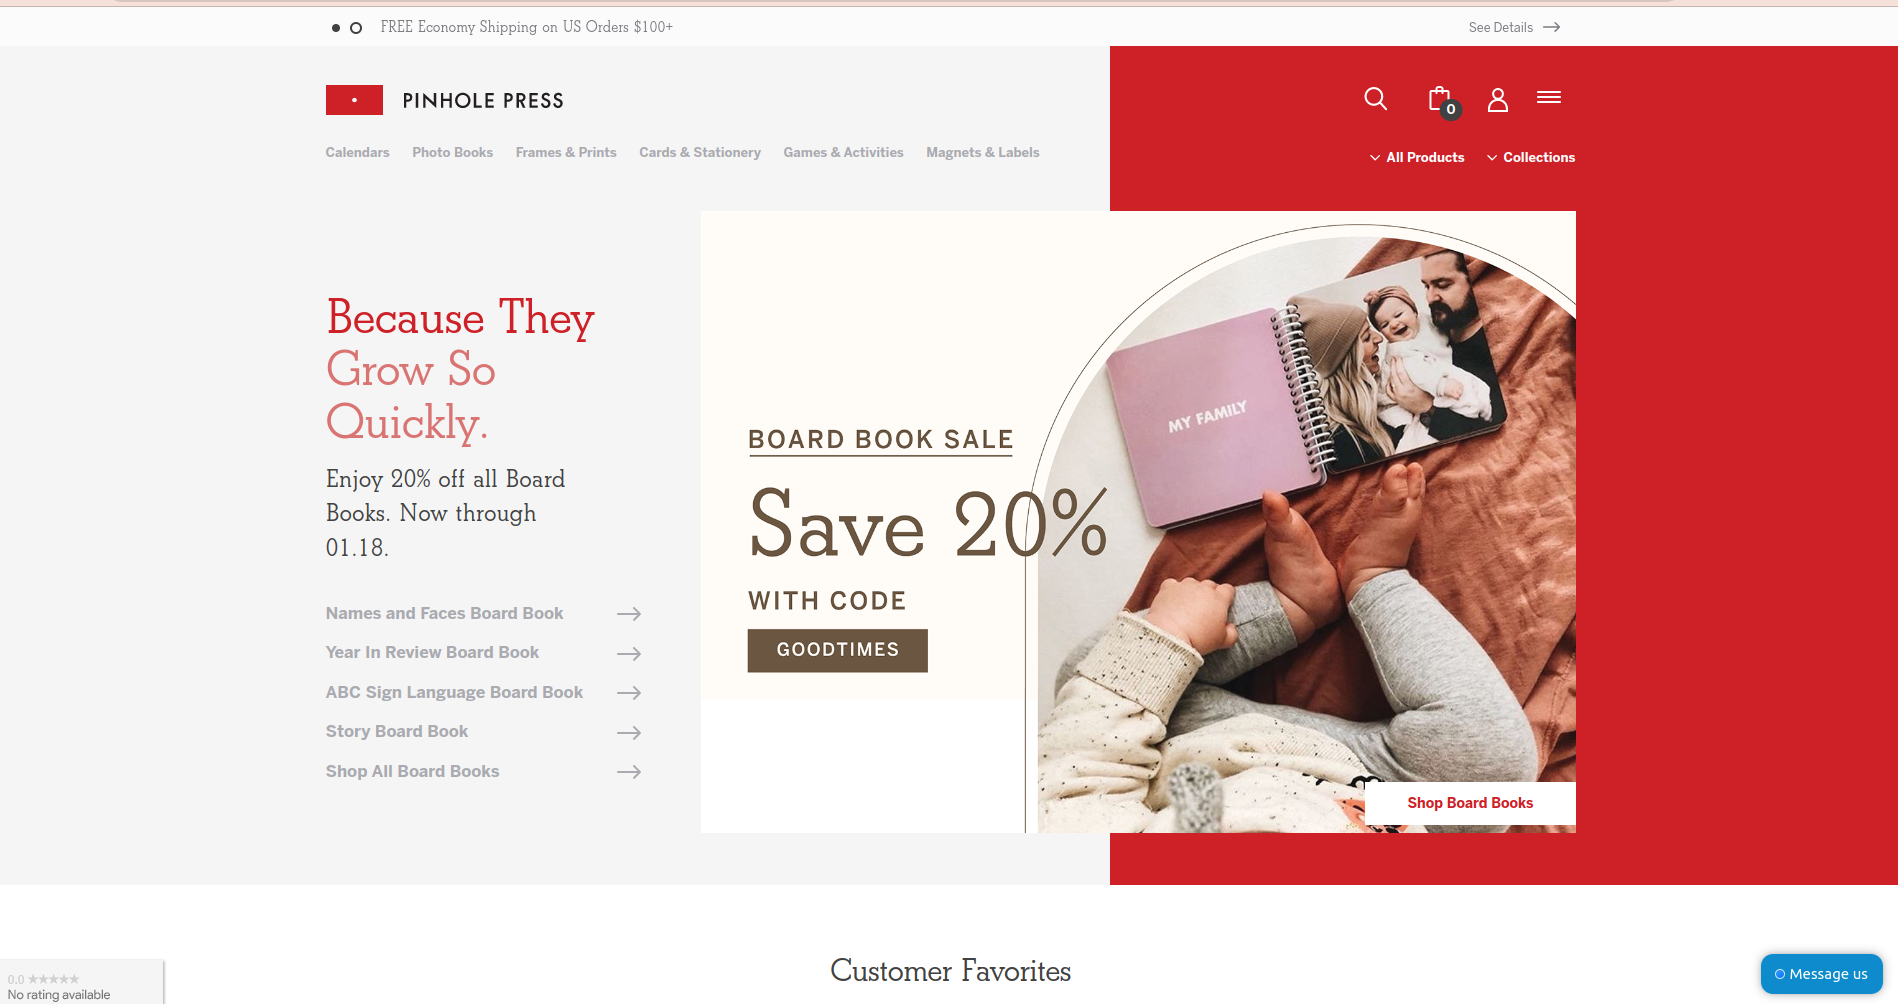 FREE Economy Shipping on US Orders $100+
See Details
PINHOLE PRESS
0
Calendars Photo Books Frames & Prints Cards & Stationery Games & Activities Magnets & Labels
All Products Collections
Because They
Grow So
Quickly.
Enjoy 20% off all Board
Books. Now through
01.18.
Names and Faces Board Book
Year In Review Board Book
ABC Sign Language Board Book
Story Board Book
Shop All Board Books
BOARD BOOK SALE
Save 20%
WITH CODE
GOODTIMES
MY FAMILY
Shop Board Books
Customer Favorites
0.0 ★★★★★
No rating available
Message us